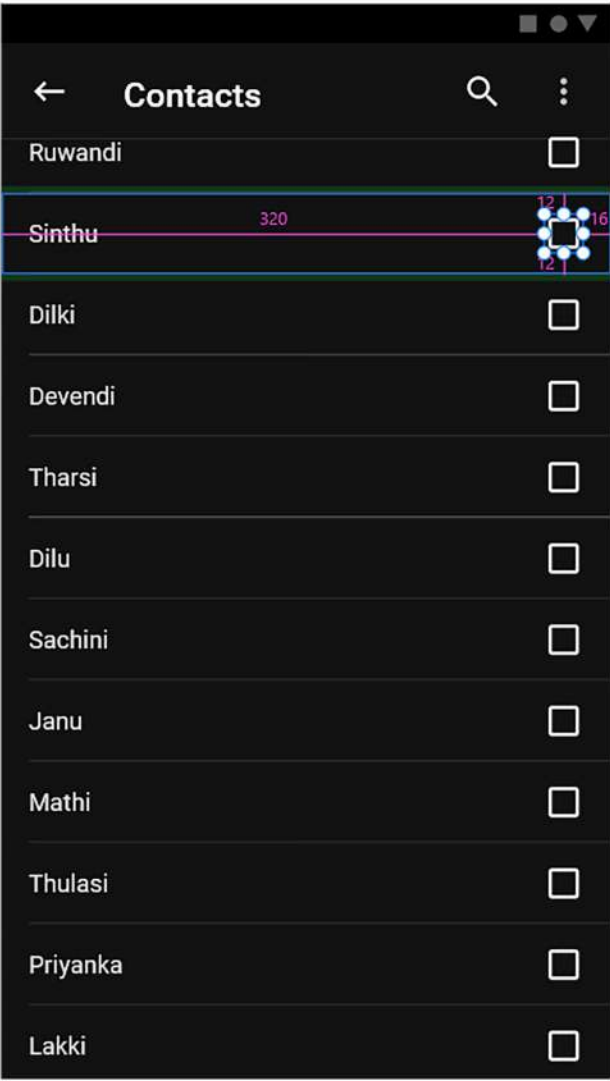 Contacts
Ruwandi
12
320
16
Sinthu
12
Dilki
Devendi
Tharsi
Dilu
Sachini
Janu
Mathi
Thulasi
Priyanka
Lakki